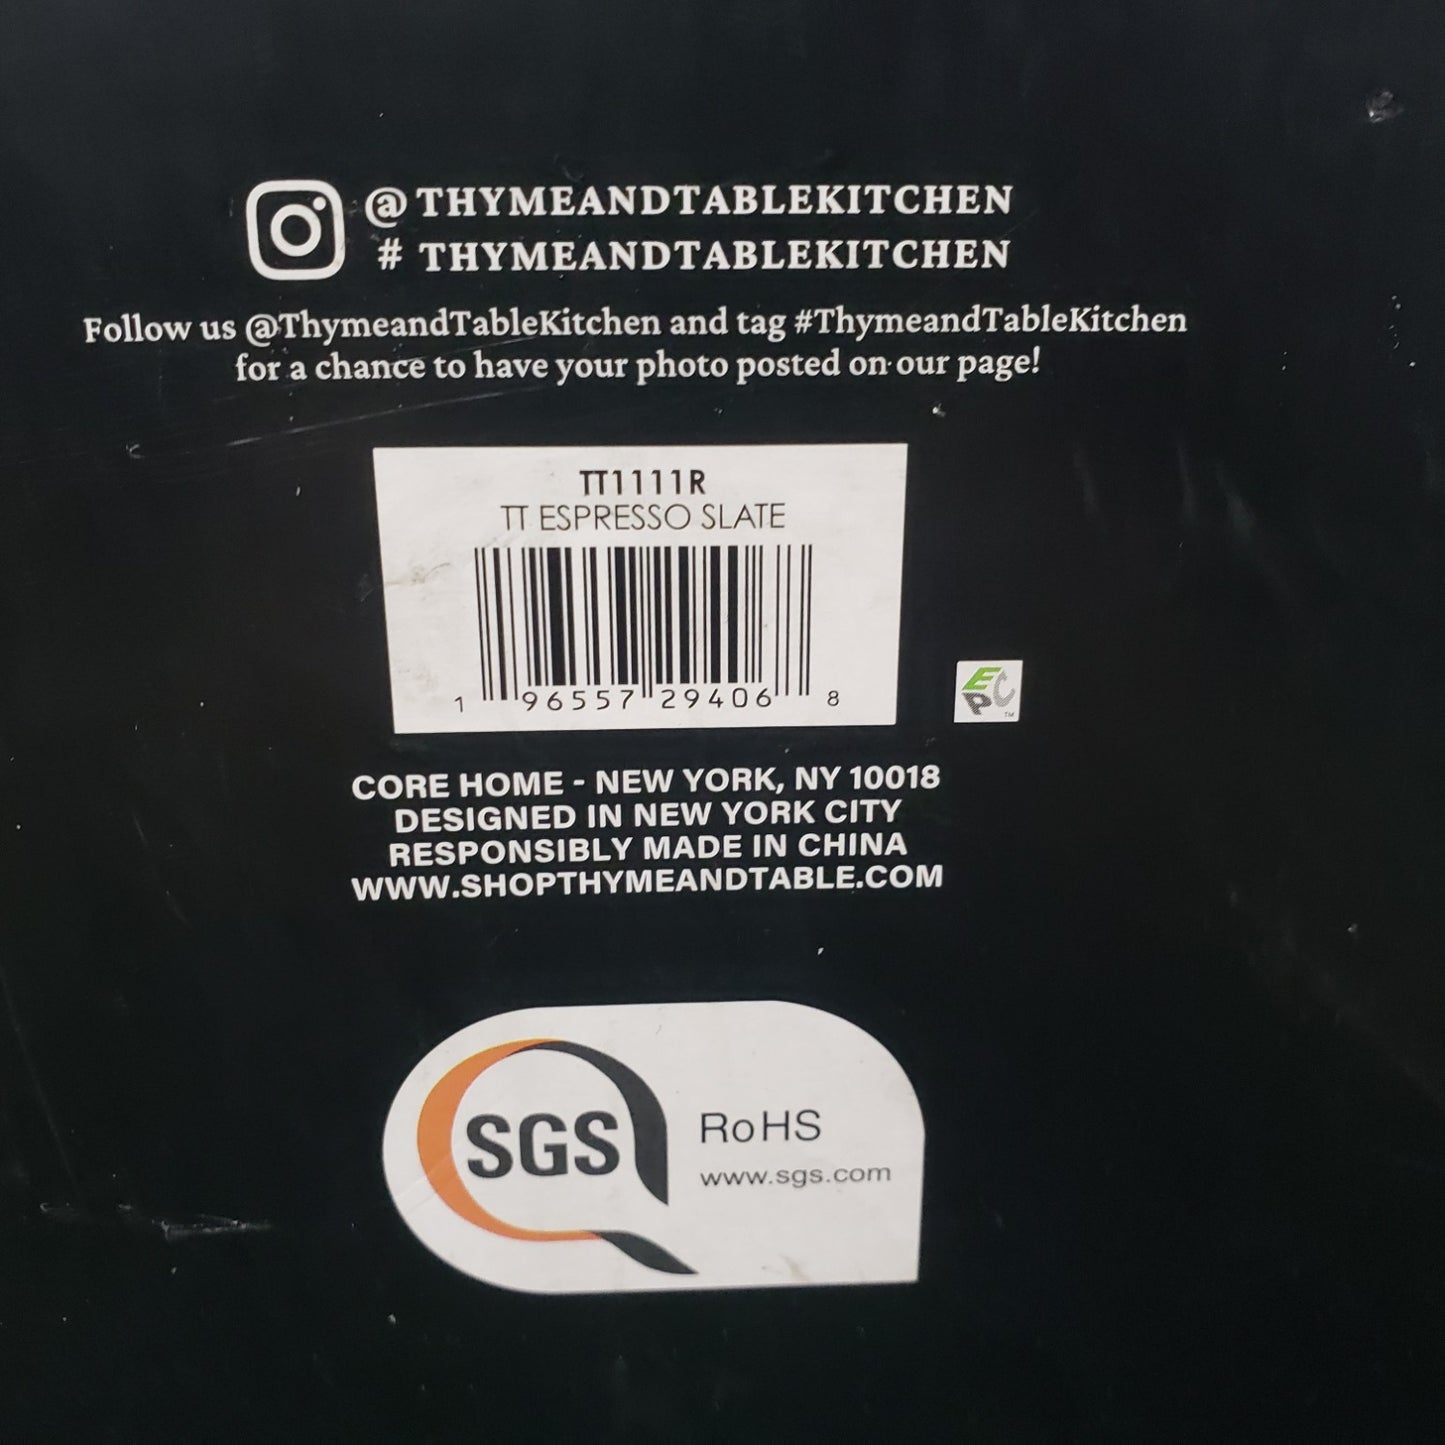 @THYMEANDTABLEKITCHEN
# THYMEANDTABLEKITCHEN
Follow us @ThymeandTableKitchen and tag #ThymeandTableKitchen
for a chance to have your photo posted on our page!
TT1111R
TT ESPRESSO SLATE
1 96557 29406 8
EPC TM
CORE HOME - NEW YORK, NY 10018
DESIGNED IN NEW YORK CITY
RESPONSIBLY MADE IN CHINA
WWW.SHOPTHYMEANDTABLE.COM
SGS
RoHS
www.sgs.com